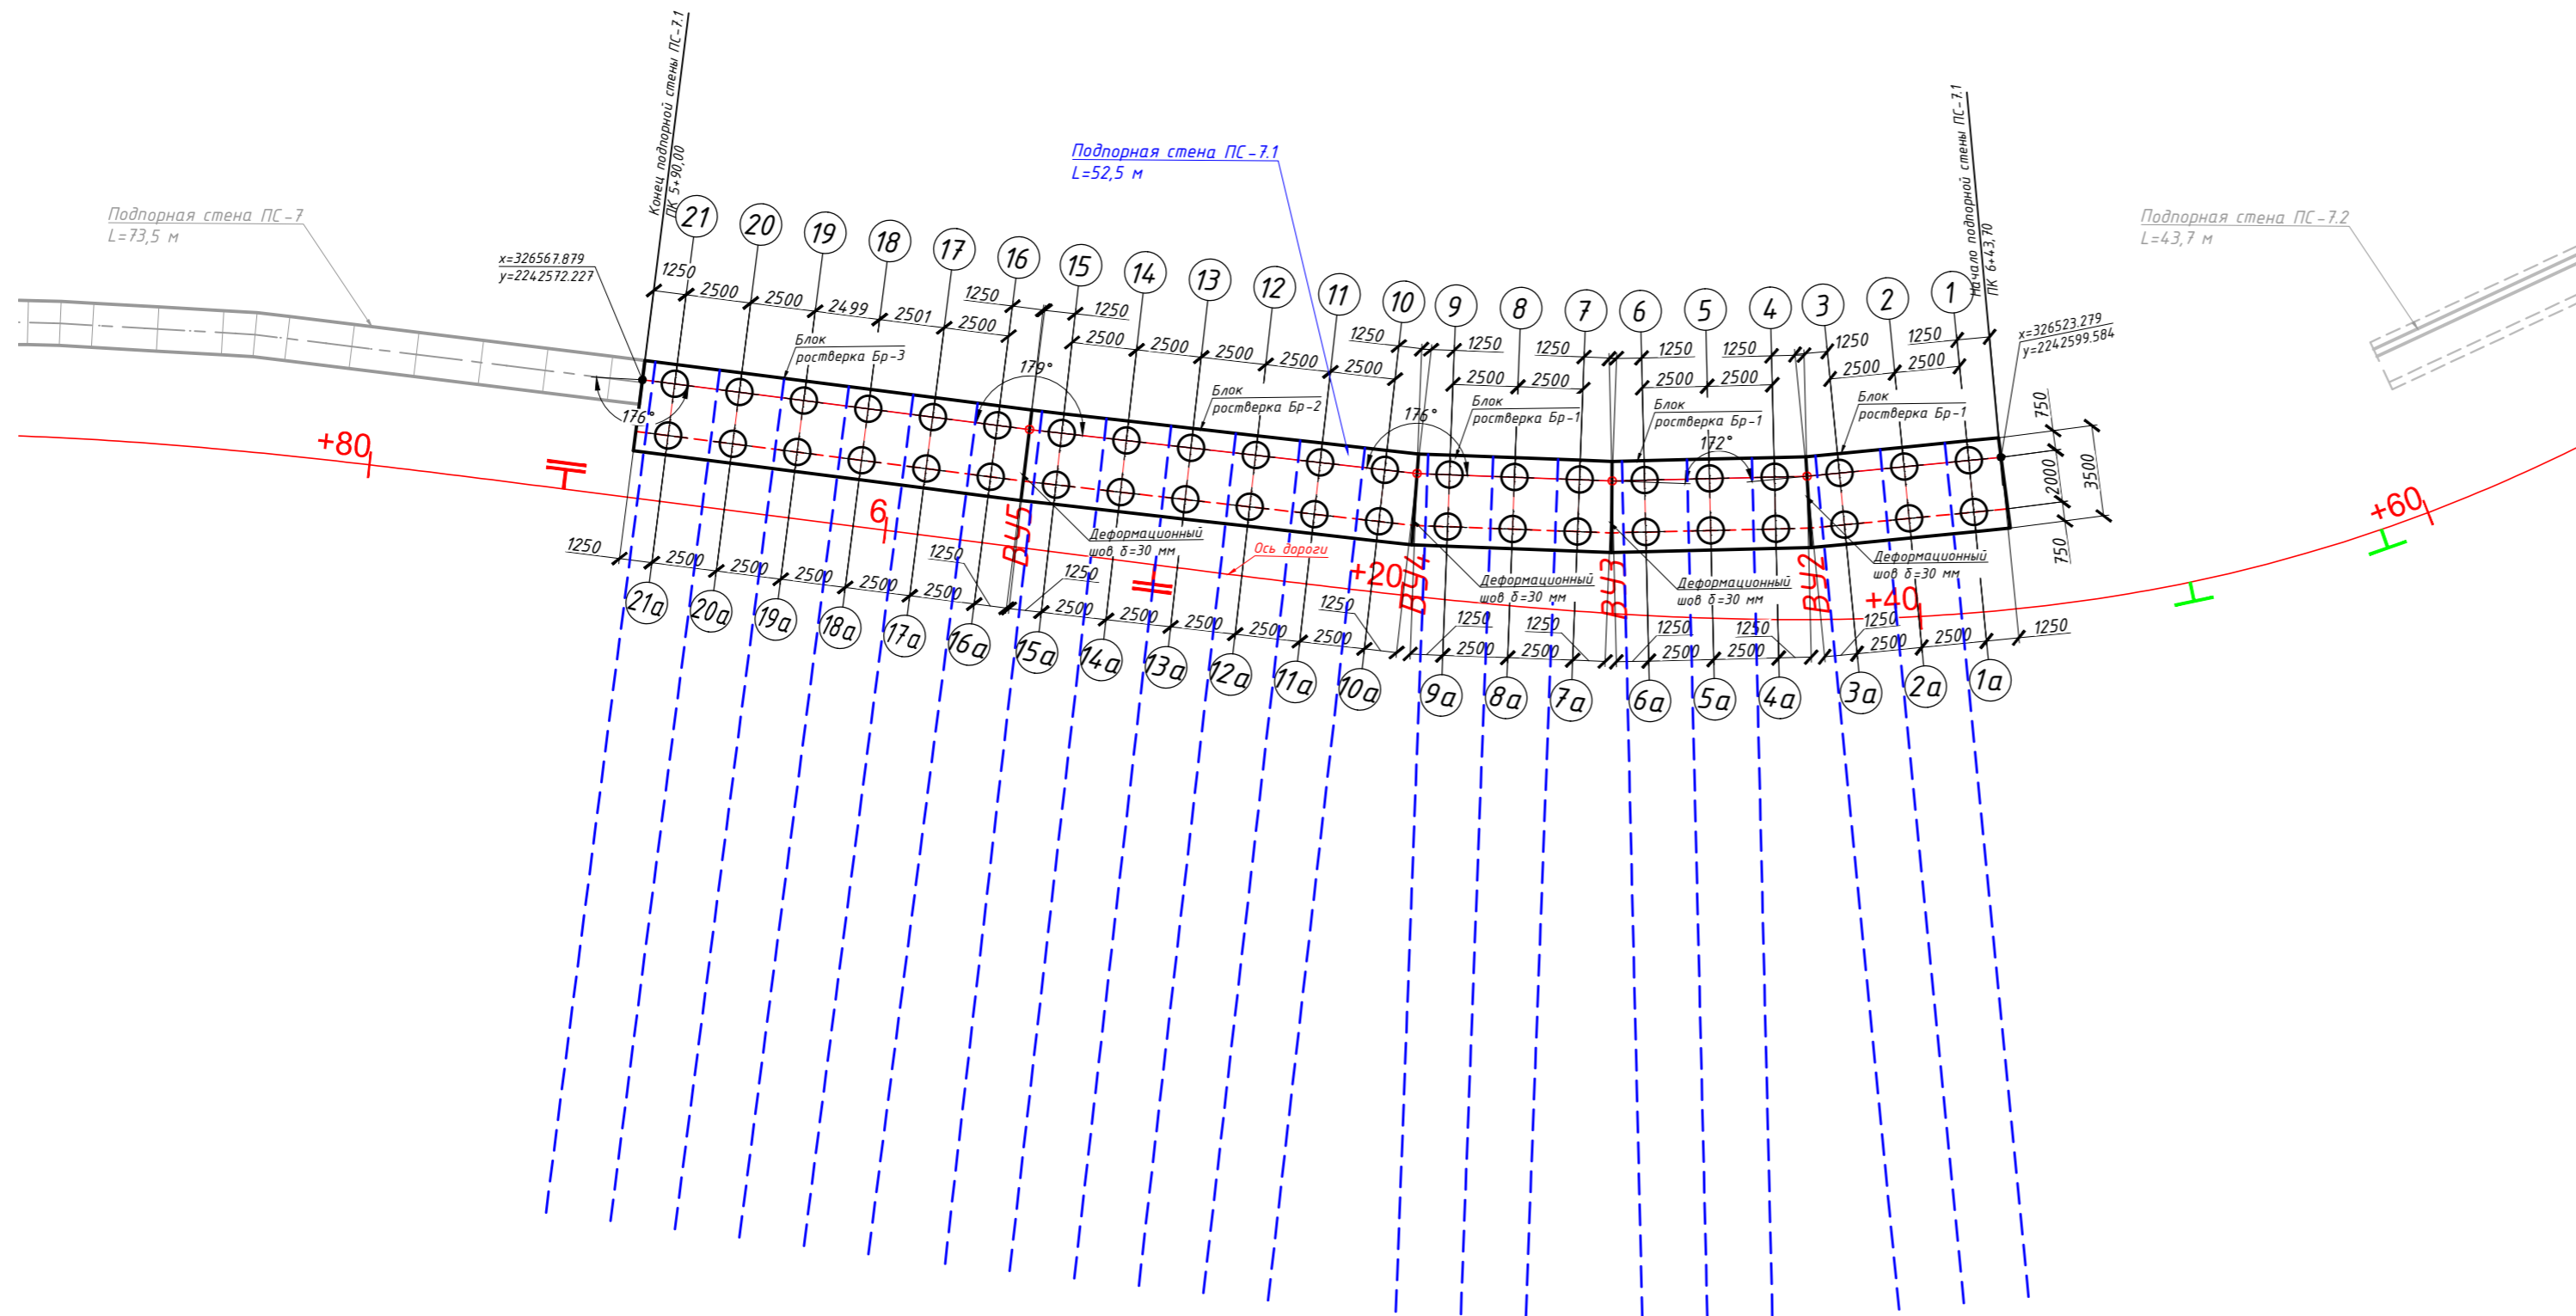 Конец подпорной стены ПС-7.1
ПК 5+90,00
Начало подпорной стены ПС-7.1
ПК 6+43,70
Подпорная стена ПС-7.1
L=52,5 м
Подпорная стена ПС-7
L=73,5 м
Подпорная стена ПС-7.2
L=43,7 м
x=326567.879
y=2242572.227
x=326523.279
y=2242599.584
21 20 19 18 17 16 15 14 13 12 11 10 9 8 7 6 5 4 3 2 1
1250 2500 2500 2499 2501 2500 1250
1250 2500 2500 2500 2500 2500 1250
1250 2500 2500 1250
1250 2500 2500 1250
1250 2500 2500 1250
Блок
ростверка Бр-3
Блок
ростверка Бр-2
Блок
ростверка Бр-1
Блок
ростверка Бр-1
Блок
ростверка Бр-1
176°
179°
176°
172°
750
2000
750
3500
+80
6
+20
+40
+60
ВУ5
ВУ4
ВУ3
ВУ2
Ось дороги
Деформационный
шов δ=30 мм
Деформационный
шов δ=30 мм
Деформационный
шов δ=30 мм
Деформационный
шов δ=30 мм
1250 2500 2500 2500 2500 2500 1250
1250 2500 2500 2500 2500 2500 1250
1250 2500 2500 1250
1250 2500 2500 1250
1250 2500 2500 1250
21а 20а 19а 18а 17а 16а 15а 14а 13а 12а 11а 10а 9а 8а 7а 6а 5а 4а 3а 2а 1а